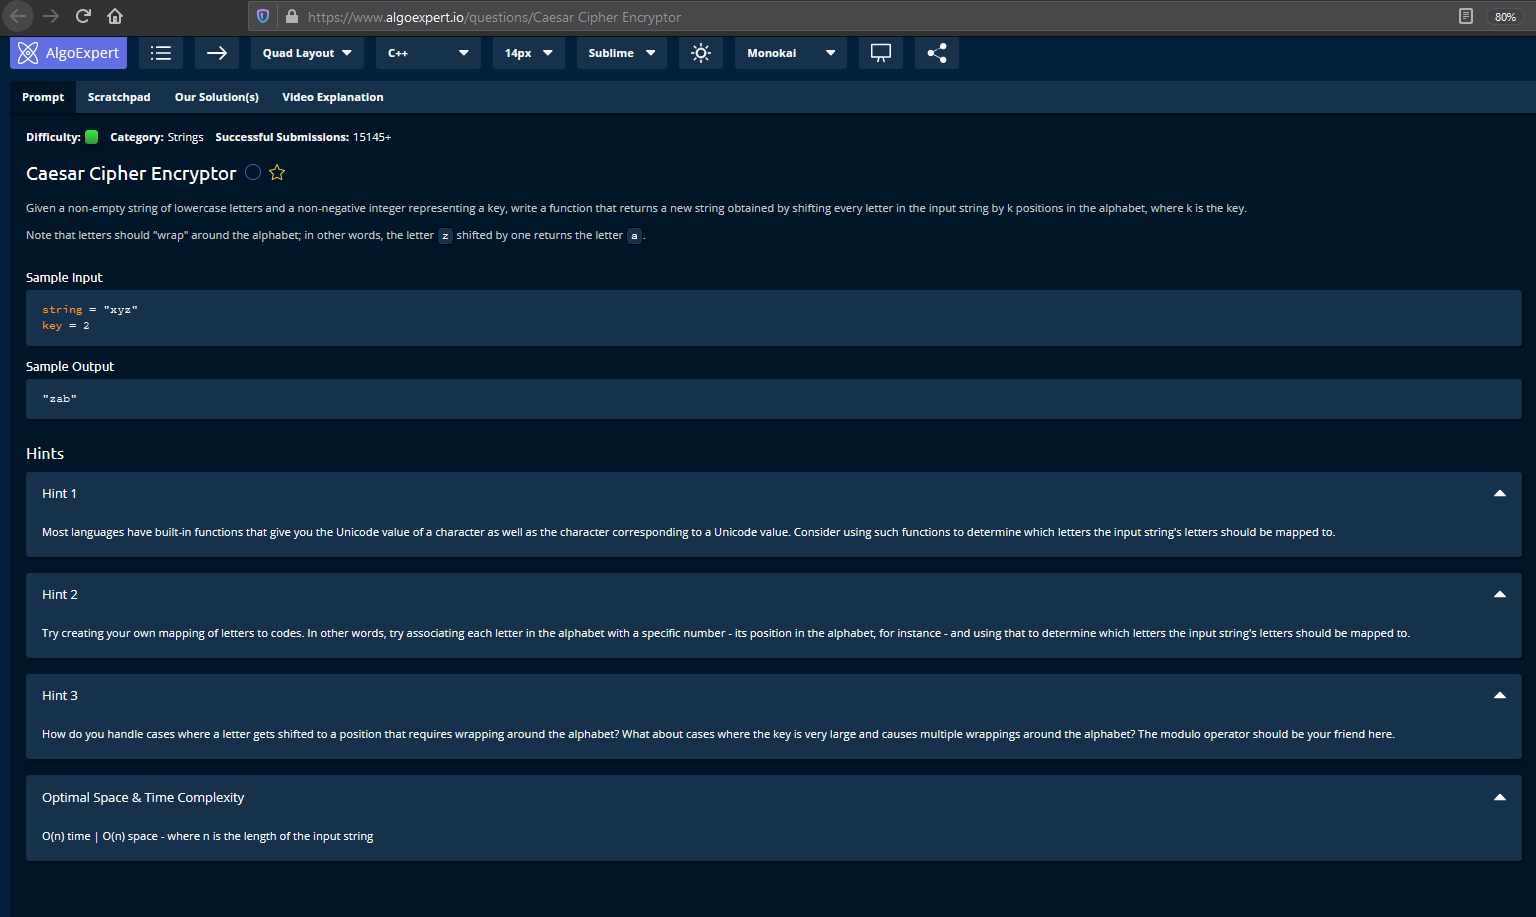 https://www.algoexpert.io/questions/Caesar Cipher Encryptor
80%
AlgoExpert
Quad Layout
C++
14px
Sublime
Monokai
Prompt
Scratchpad
Our Solution(s)
Video Explanation
Difficulty: Category: Strings Successful Submissions: 15145+
Caesar Cipher Encryptor
Given a non-empty string of lowercase letters and a non-negative integer representing a key, write a function that returns a new string obtained by shifting every letter in the input string by k positions in the alphabet, where k is the key.
Note that letters should "wrap" around the alphabet; in other words, the letter z shifted by one returns the letter a .
Sample Input
string = "xyz"
key = 2
Sample Output
"zab"
Hints
Hint 1
Most languages have built-in functions that give you the Unicode value of a character as well as the character corresponding to a Unicode value. Consider using such functions to determine which letters the input string's letters should be mapped to.
Hint 2
Try creating your own mapping of letters to codes. In other words, try associating each letter in the alphabet with a specific number - its position in the alphabet, for instance - and using that to determine which letters the input string's letters should be mapped to.
Hint 3
How do you handle cases where a letter gets shifted to a position that requires wrapping around the alphabet? What about cases where the key is very large and causes multiple wrappings around the alphabet? The modulo operator should be your friend here.
Optimal Space & Time Complexity
O(n) time | O(n) space - where n is the length of the input string